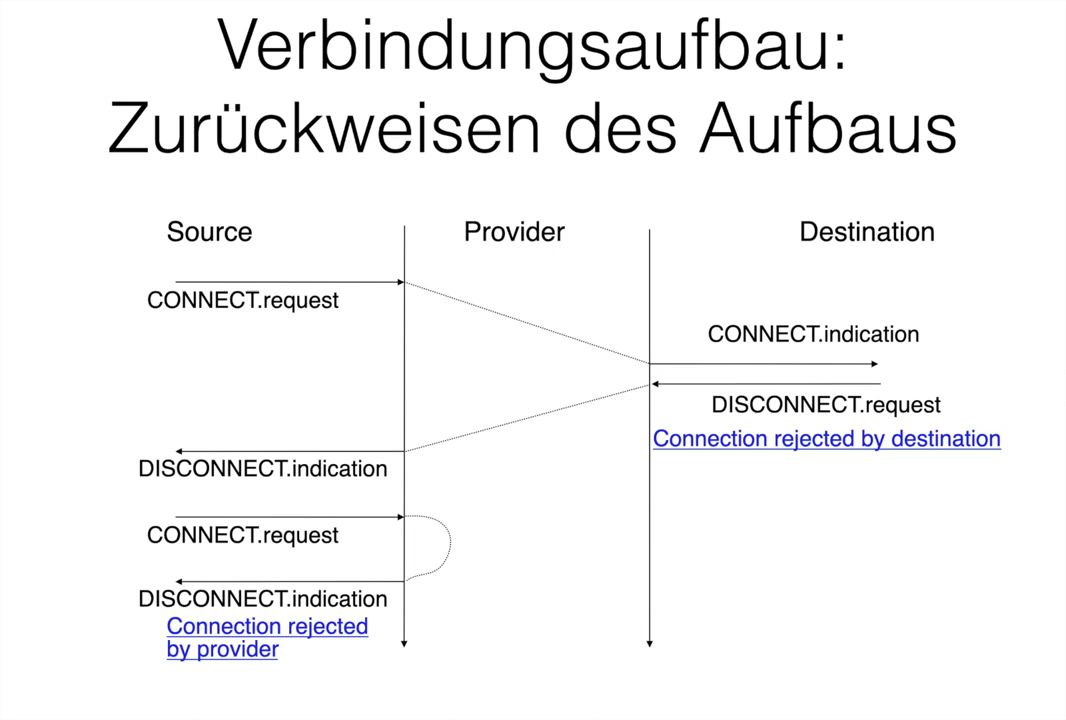 Verbindungsaufbau:
Zurückweisen des Aufbaus
Source
Provider
Destination
CONNECT.request
CONNECT.indication
DISCONNECT.request
Connection rejected by destination
DISCONNECT.indication
CONNECT.request
DISCONNECT.indication
Connection rejected
by provider